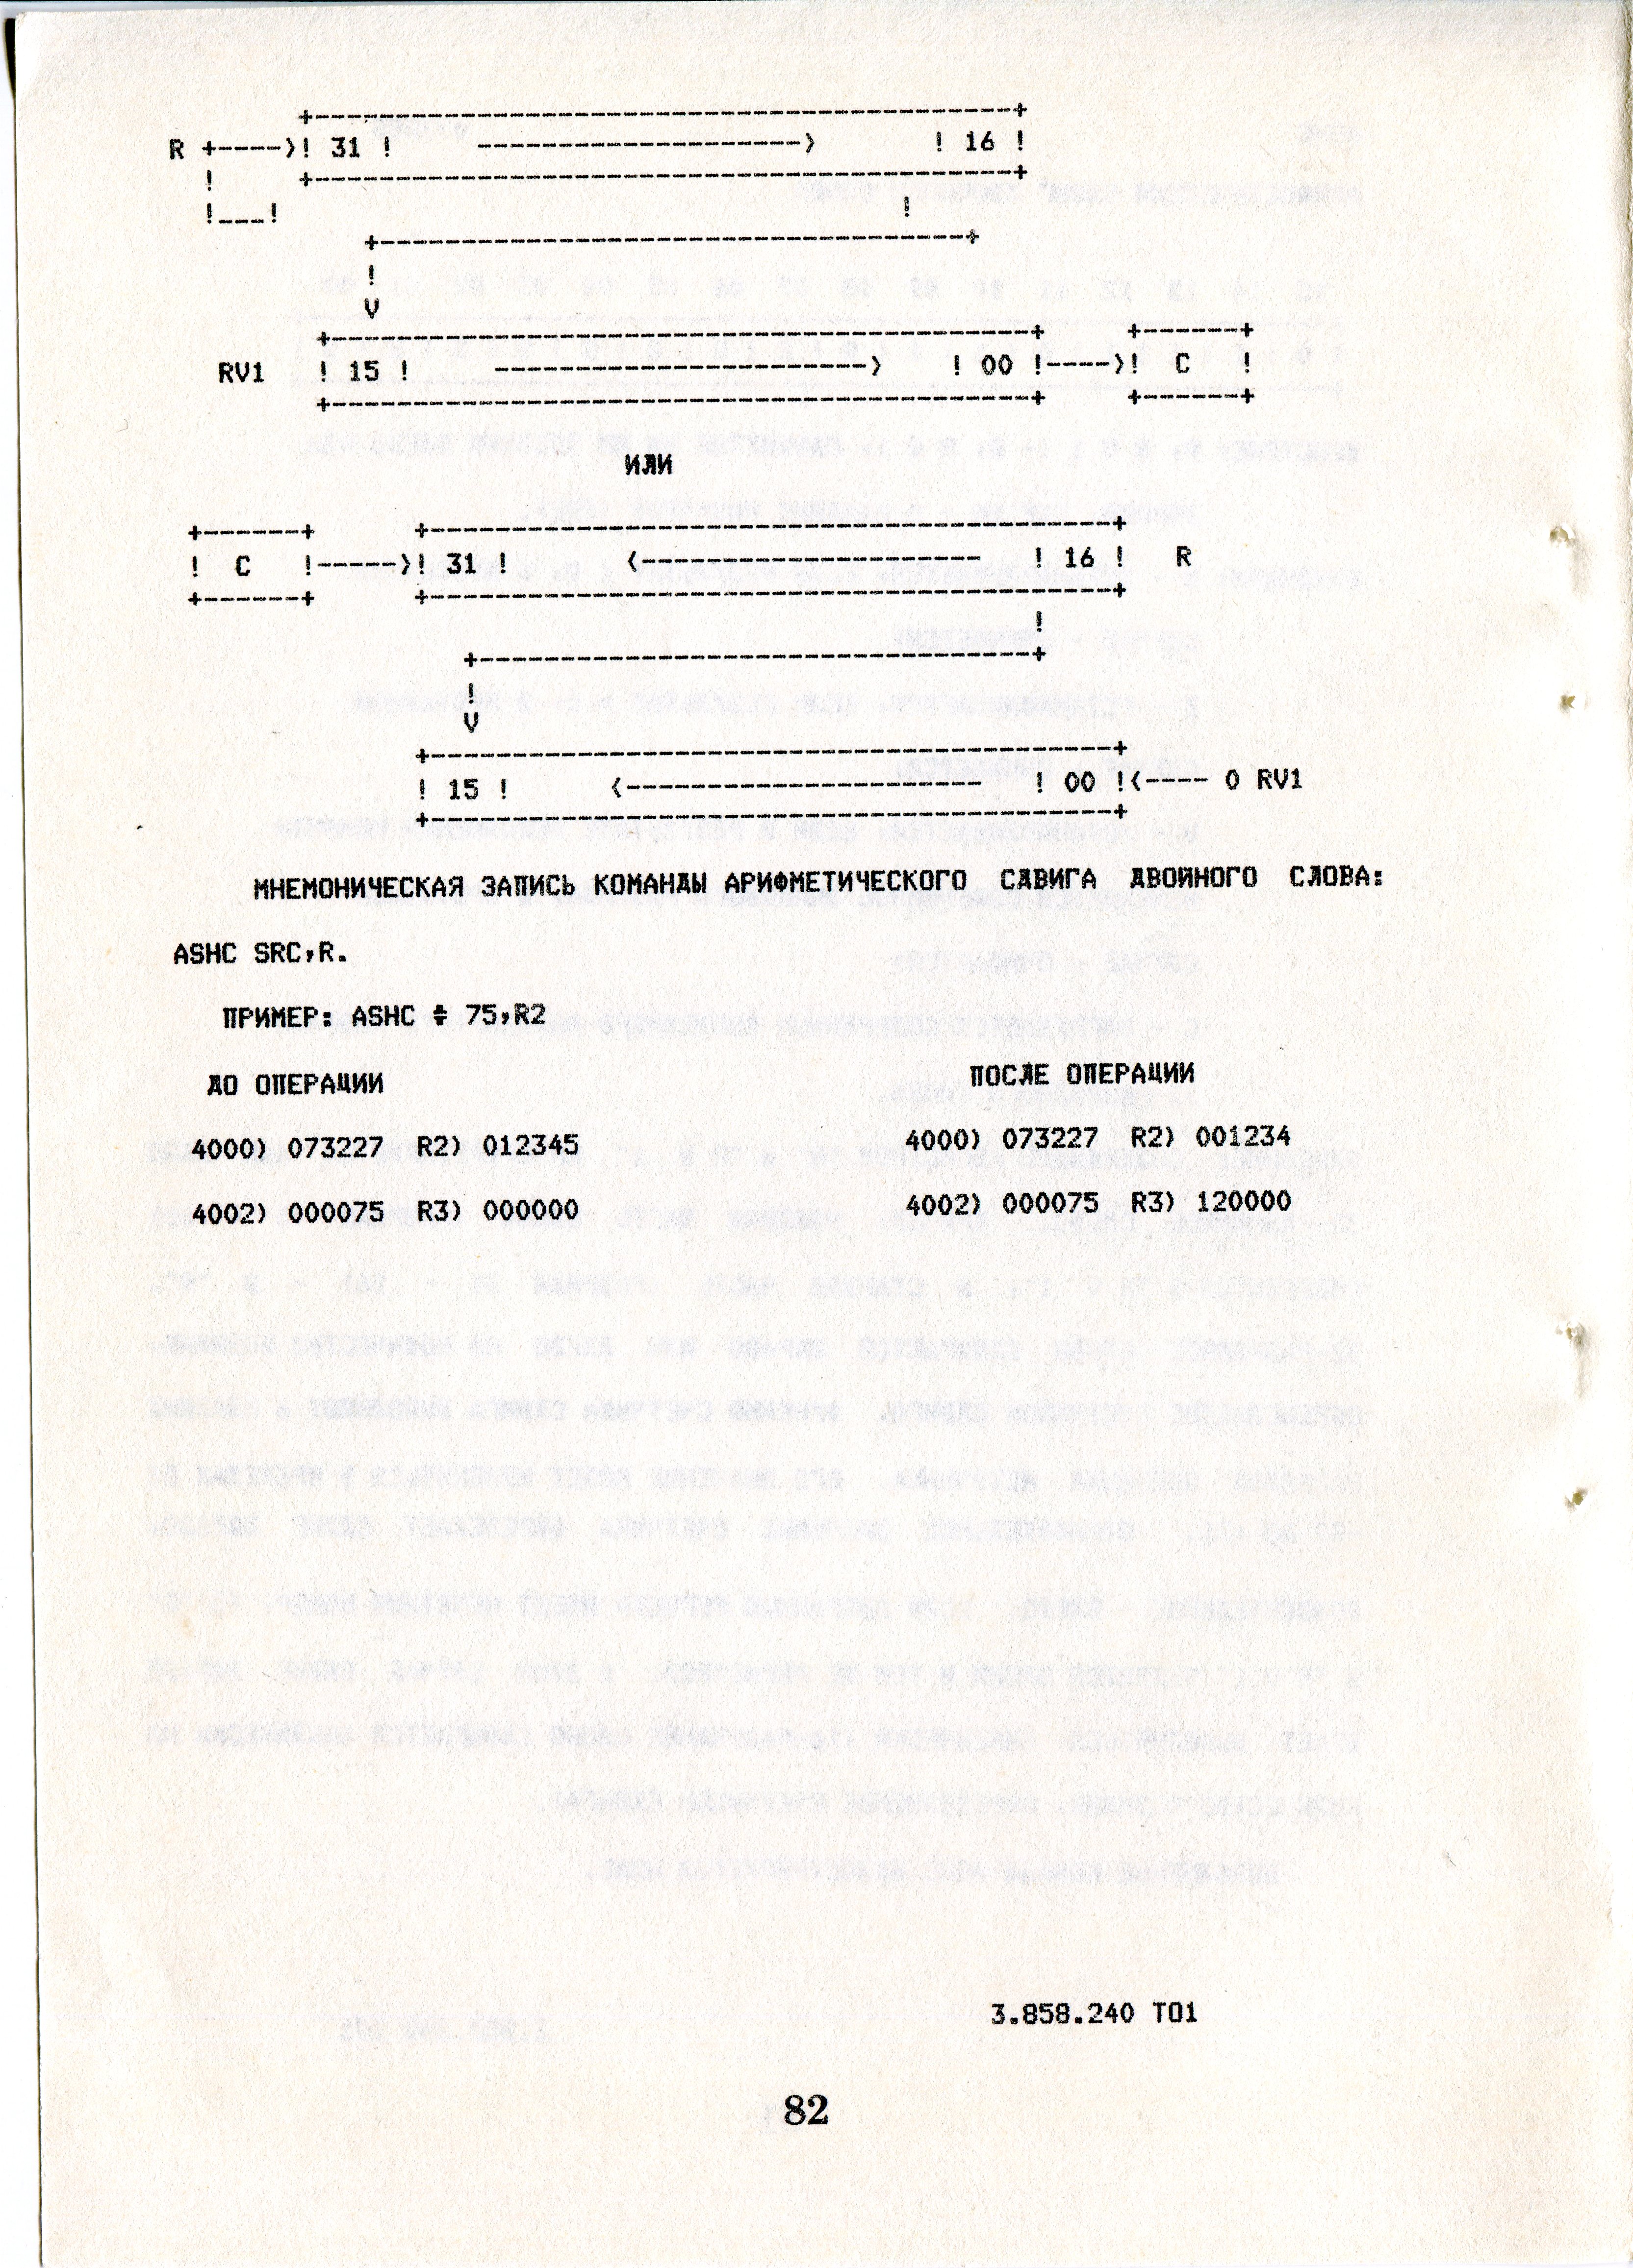 +-------------------------------------------+
R +----)! 31 !     --------------------)       ! 16 !
!     +-------------------------------------------+
!___!                                      !
+------------------------------------+
!
V
+-------------------------------------------+     +------+
RV1   ! 15 !     -----------------------)    ! 00 !----)!  C   !
+-------------------------------------------+     +------+
ИЛИ
+------+      +------------------------------------------+
!  C   !-----)! 31 !       (---------------------   ! 16 !   R
+------+      +------------------------------------------+
!
+----------------------------------+
!
V
+------------------------------------------+
! 15 !      (----------------------   ! 00 !(---- 0 RV1
+------------------------------------------+
МНЕМОНИЧЕСКАЯ ЗАПИСЬ КОМАНДЫ АРИФМЕТИЧЕСКОГО СДВИГА ДВОЙНОГО СЛОВА:
ASHC SRC,R.
ПРИМЕР: ASHC # 75,R2
ДО ОПЕРАЦИИ                                    ПОСЛЕ ОПЕРАЦИИ
4000) 073227  R2) 012345                    4000) 073227  R2) 001234
4002) 000075  R3) 000000                    4002) 000075  R3) 120000
3.858.240 ТО1
82